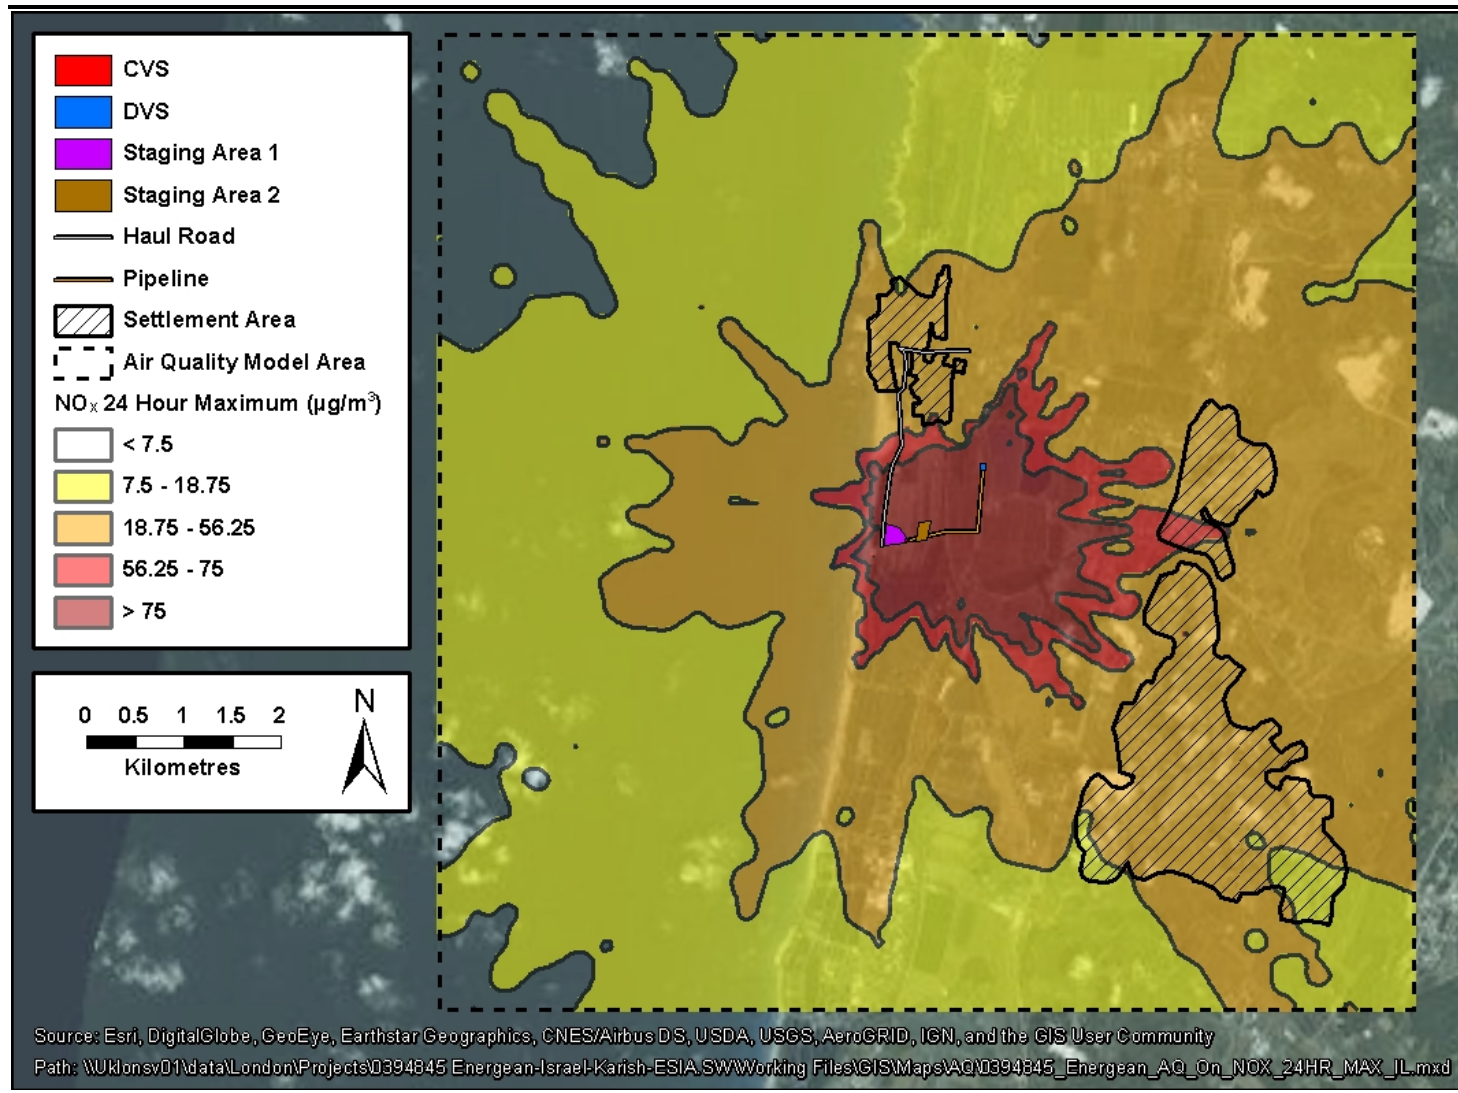 CVS
DVS
Staging Area 1
Staging Area 2
Haul Road
Pipeline
Settlement Area
Air Quality Model Area
NOx 24 Hour Maximum (µg/m³)
< 7.5
7.5 - 18.75
18.75 - 56.25
56.25 - 75
> 75
0 0.5 1 1.5 2
Kilometres
N
Source: Esri, DigitalGlobe, GeoEye, Earthstar Geographics, CNES/Airbus DS, USDA, USGS, AeroGRID, IGN, and the GIS User Community
Path: \\Uklonsv01\data\London\Projects\0394845 Energean-Israel-Karish-ESIA.SW\Working Files\GIS\Maps\AQ\0394845_Energean_AQ_On_NOX_24HR_MAX_IL.mxd